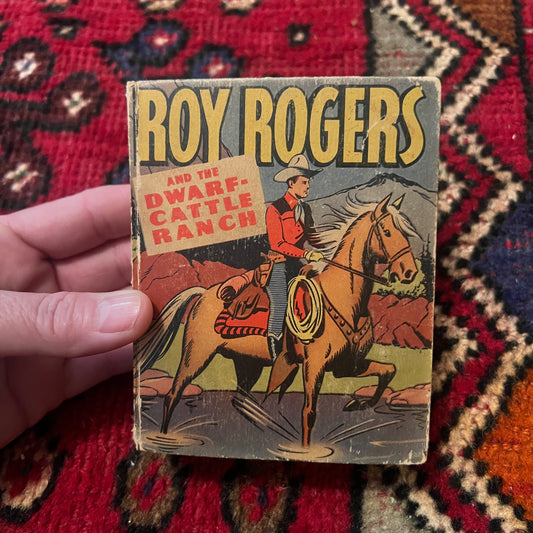 ROY ROGERS
AND THE
DWARF-
CATTLE
RANCH